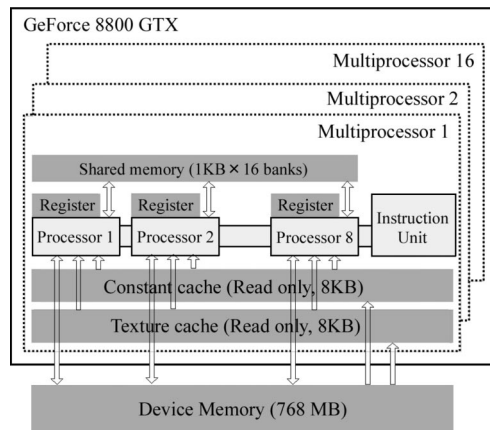 GeForce 8800 GTX
Multiprocessor 16
Multiprocessor 2
Multiprocessor 1
Shared memory (1KB × 16 banks)
Register
Register
Register
Processor 1
Processor 2
Processor 8
Instruction
Unit
Constant cache (Read only, 8KB)
Texture cache (Read only, 8KB)
Device Memory (768 MB)